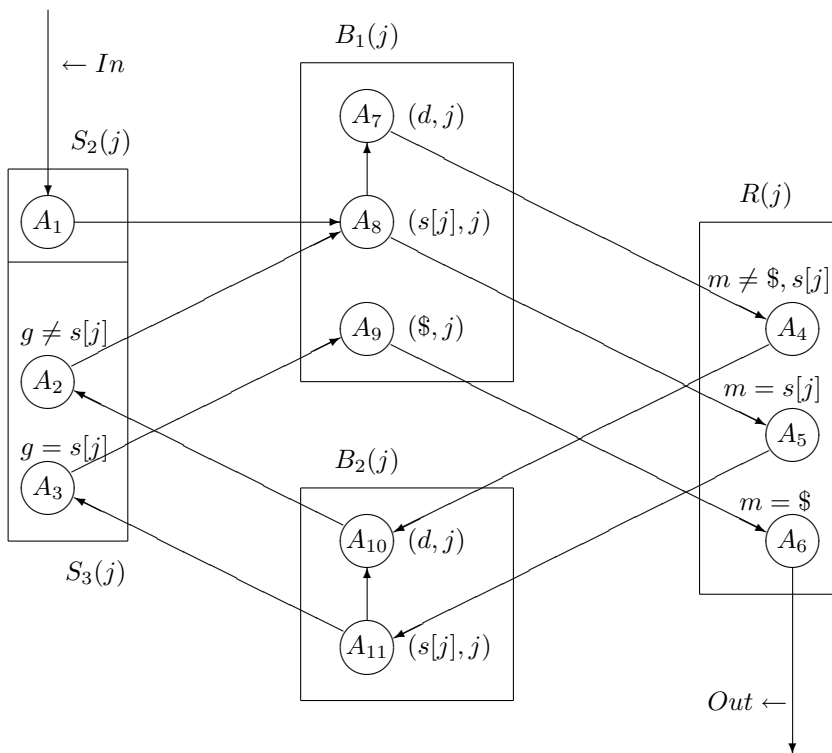 B₁(j)
← In
A₇ (d, j)
S₂(j)
R(j)
A₁
A₈ (s[j], j)
m ≠ $, s[j]
g ≠ s[j]
A₉ ($, j)
A₄
A₂
m = s[j]
g = s[j]
A₅
B₂(j)
A₃
m = $
A₁₀ (d, j)
A₆
S₃(j)
A₁₁ (s[j], j)
Out ←